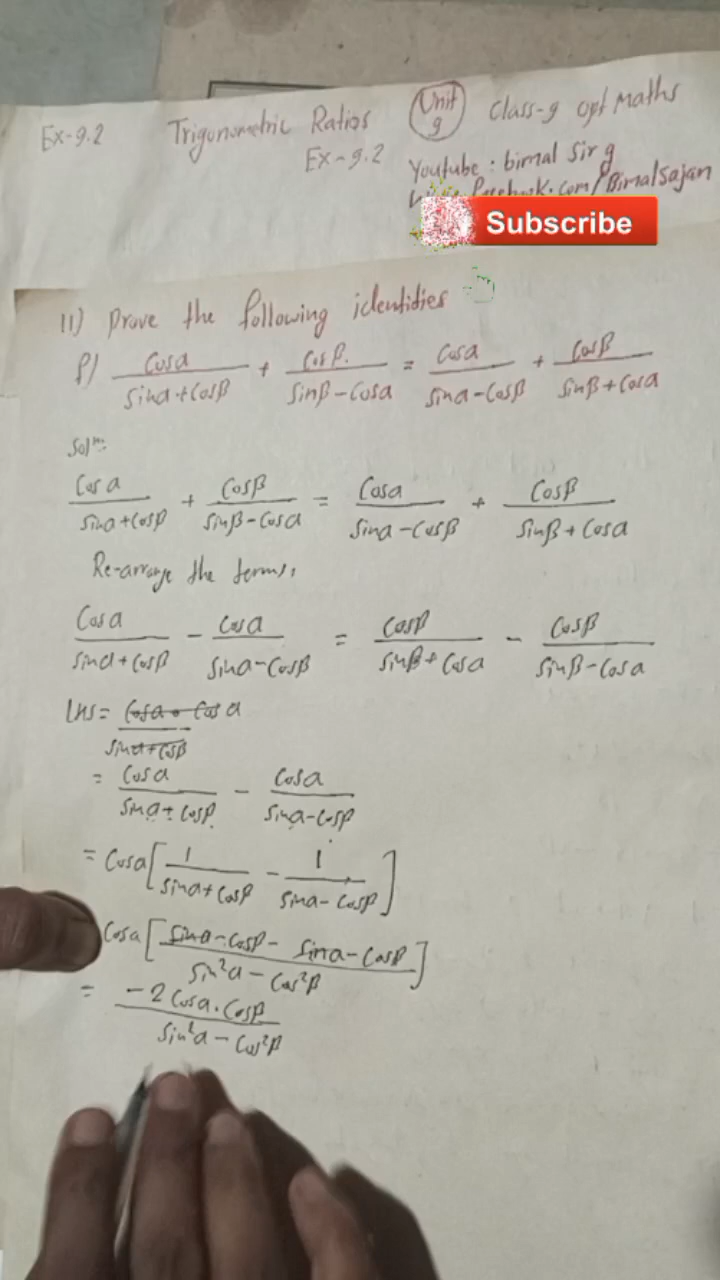 Ex-9.2 Trigonometric Ratios Unit 9 Class-9 opt Maths
Ex-9.2 Youtube : bimal Sir g
Facebook.com/Bimalsajan
Subscribe
11) Prove the following identities
P) Cosα/(Sinα+Cosβ) + Cosβ/(Sinβ-Cosα) = Cosα/(Sinα-Cosβ) + Cosβ/(Sinβ+Cosα)
Solⁿ:
Cosα/(Sinα+Cosβ) + Cosβ/(Sinβ-Cosα) = Cosα/(Sinα-Cosβ) + Cosβ/(Sinβ+Cosα)
Re-arrange the terms,
Cosα/(Sinα+Cosβ) - Cosα/(Sinα-Cosβ) = Cosβ/(Sinβ+Cosα) - Cosβ/(Sinβ-Cosα)
LHS =
= Cosα/(Sinα+Cosβ) - Cosα/(Sinα-Cosβ)
= Cosα[1/(Sinα+Cosβ) - 1/(Sinα-Cosβ)]
Cosα[(Sinα-Cosβ-Sinα-Cosβ)/(Sin²α-Cos²β)]
= -2Cosα.Cosβ/(Sin²α-Cos²β)